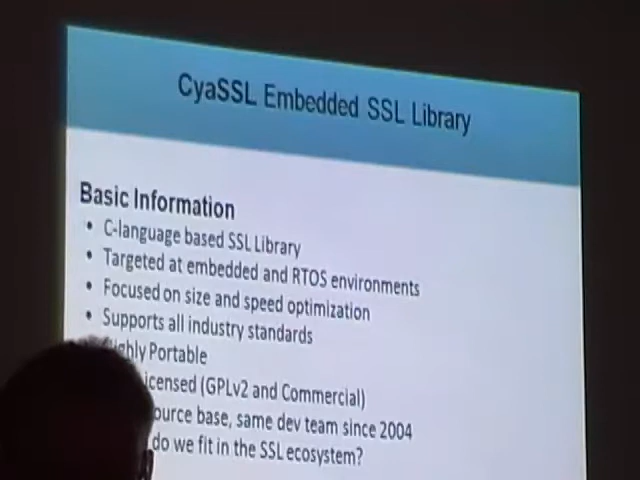 CyaSSL Embedded SSL Library
Basic Information
• C-language based SSL Library
• Targeted at embedded and RTOS environments
• Focused on size and speed optimization
• Supports all industry standards
Highly Portable
icensed (GPLv2 and Commercial)
ource base, same dev team since 2004
do we fit in the SSL ecosystem?